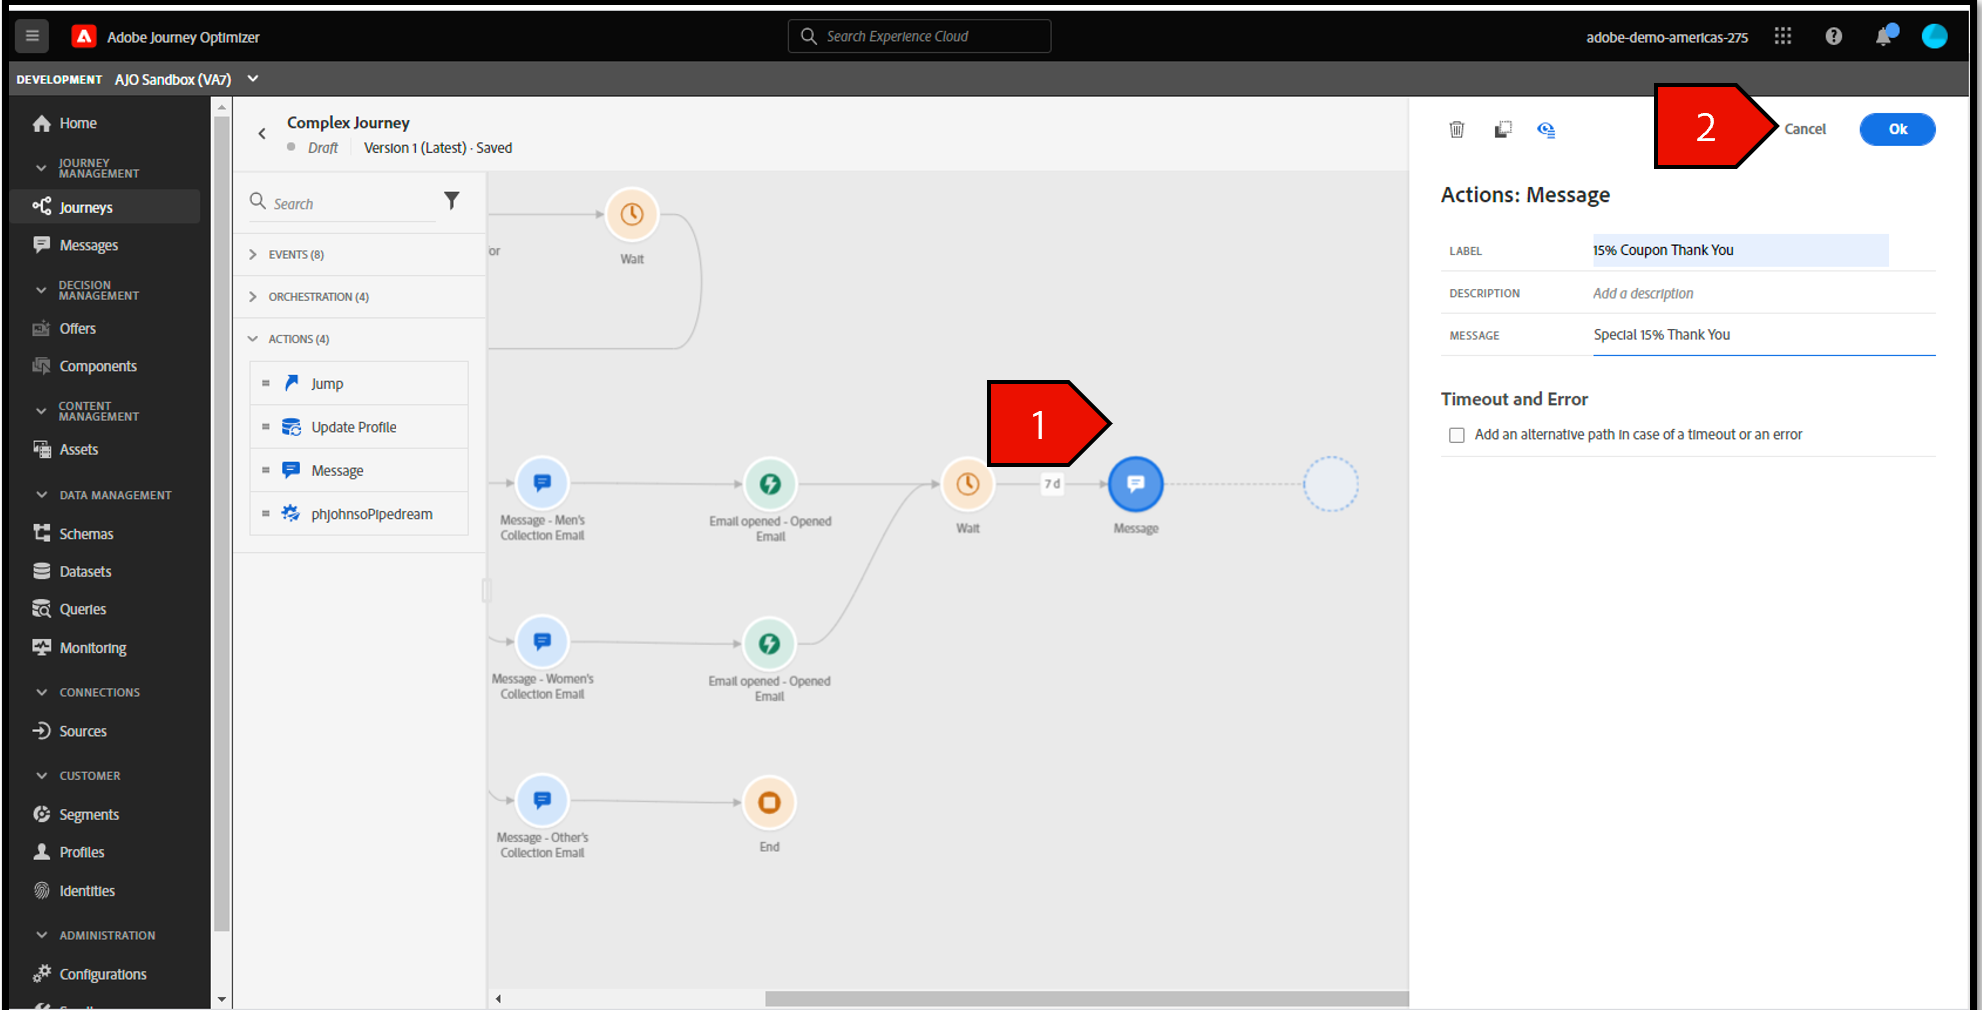 Adobe Journey Optimizer
Search Experience Cloud
adobe-demo-americas-275
DEVELOPMENT AJO Sandbox (VA7)
Home
JOURNEY
MANAGEMENT
Journeys
Messages
DECISION
MANAGEMENT
Offers
Components
CONTENT
MANAGEMENT
Assets
DATA MANAGEMENT
Schemas
Datasets
Queries
Monitoring
CONNECTIONS
Sources
CUSTOMER
Segments
Profiles
Identities
ADMINISTRATION
Configurations
Complex Journey
Draft Version 1 (Latest) · Saved
Search
EVENTS (8)
ORCHESTRATION (4)
ACTIONS (4)
Jump
Update Profile
Message
phjohnsoPipedream
or
Wait
1
Message - Men's
Collection Email
Email opened - Opened
Email
Wait
7 d
Message
Message - Women's
Collection Email
Email opened - Opened
Email
Message - Other's
Collection Email
End
2
Cancel
Ok
Actions: Message
LABEL 15% Coupon Thank You
DESCRIPTION Add a description
MESSAGE Special 15% Thank You
Timeout and Error
Add an alternative path in case of a timeout or an error